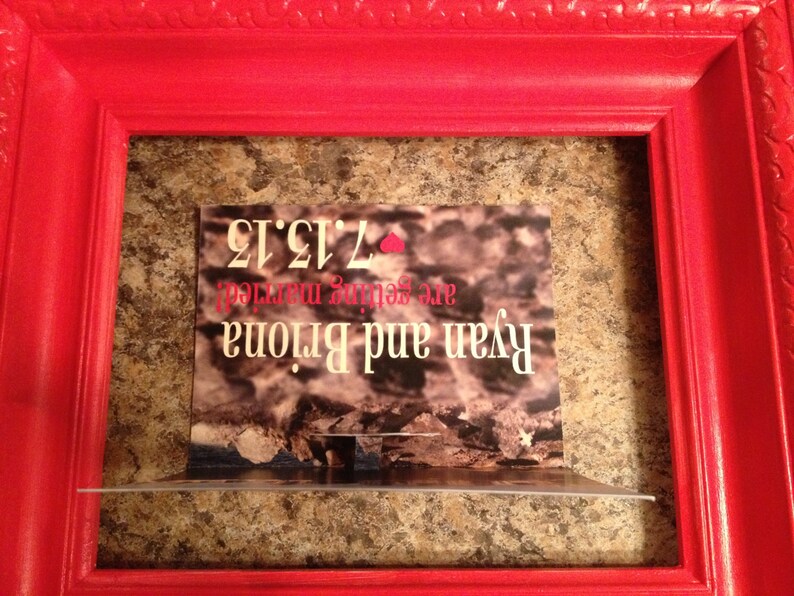 Ryan and Briona
are getting married!
7.13.13